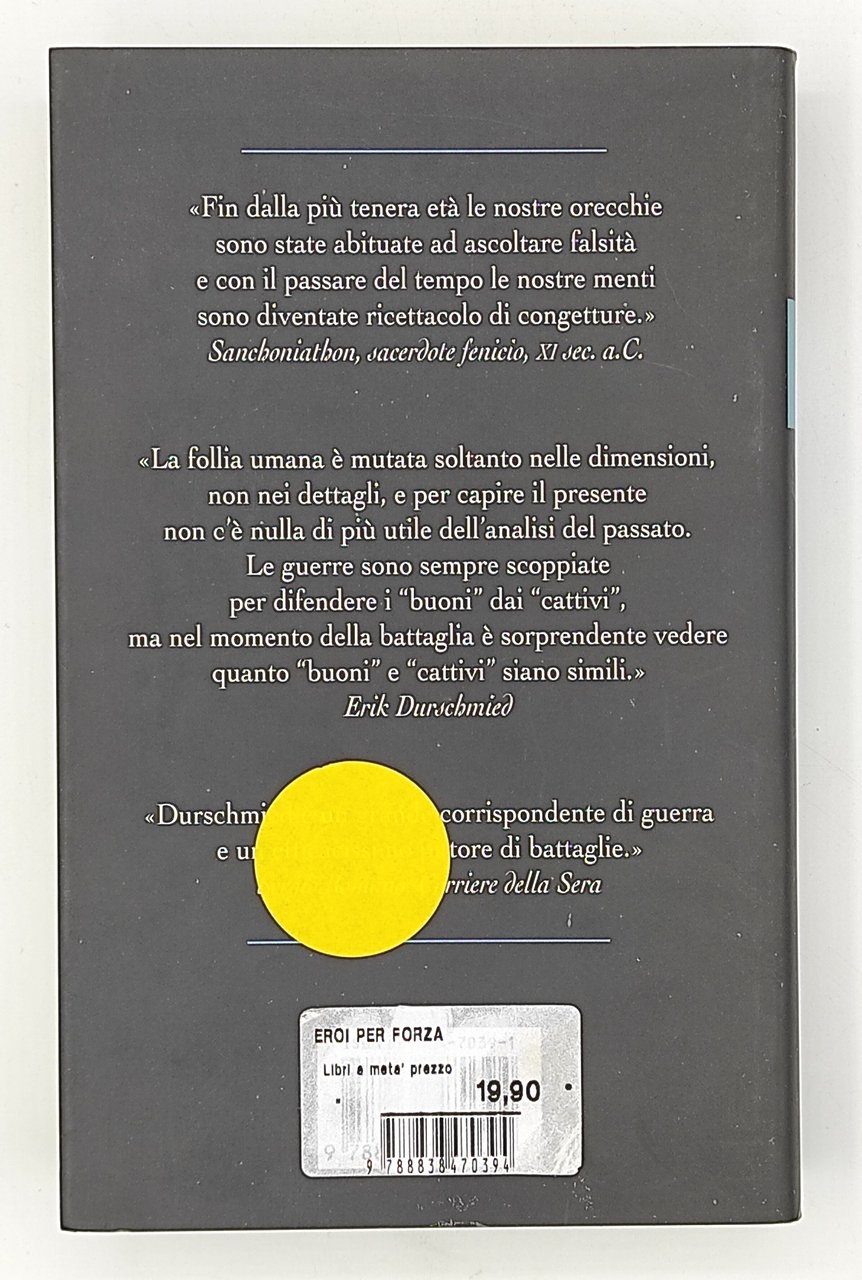 «Fin dalla più tenera età le nostre orecchie
sono state abituate ad ascoltare falsità
e con il passare del tempo le nostre menti
sono diventate ricettacolo di congetture.»
Sanchoniathon, sacerdote fenicio, XI sec. a.C.
«La follia umana è mutata soltanto nelle dimensioni,
non nei dettagli, e per capire il presente
non c'è nulla di più utile dell'analisi del passato.
Le guerre sono sempre scoppiate
per difendere i “buoni” dai “cattivi”,
ma nel momento della battaglia è sorprendente vedere
quanto “buoni” e “cattivi” siano simili.»
Erik Durschmied
corrispondente di guerra
e di battaglie.»
della Sera
EROI PER FORZA
Libri a meta' prezzo
19,90
9 788838 470394